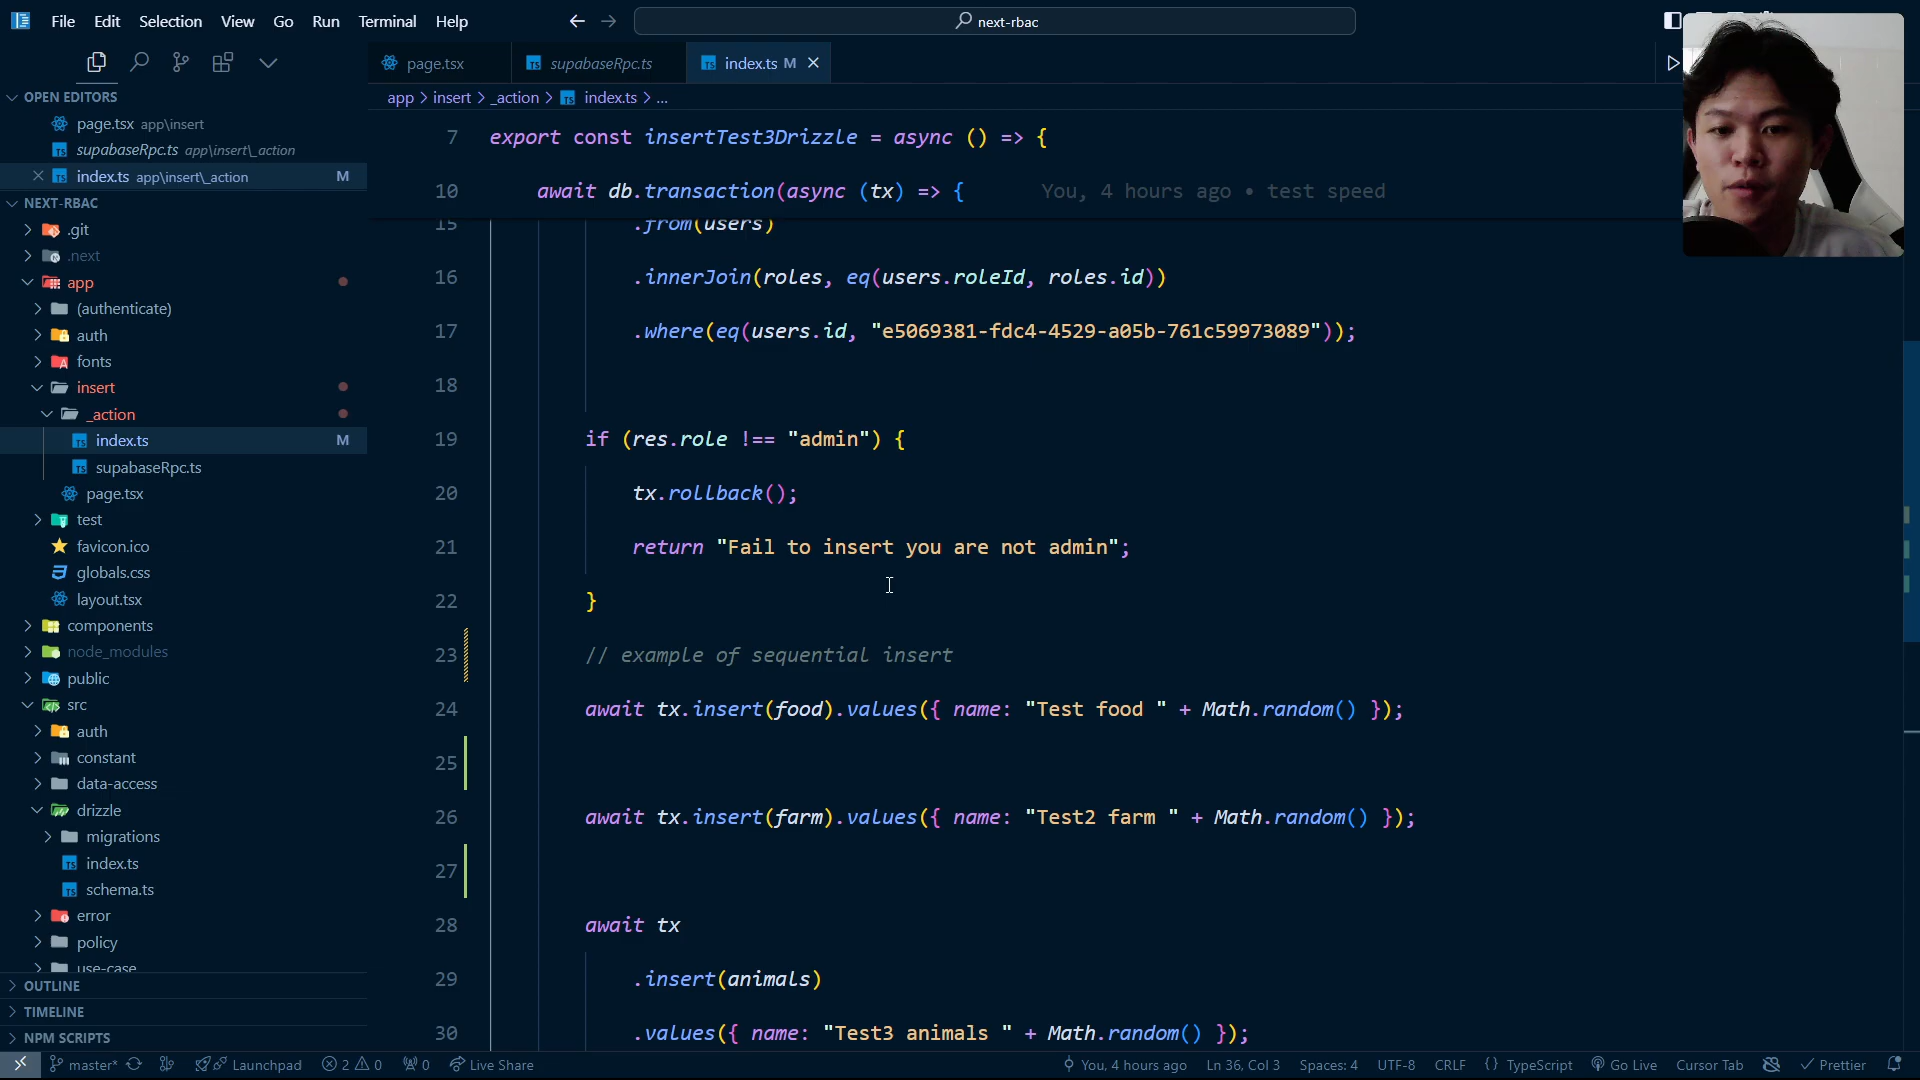 File Edit Selection View Go Run Terminal Help
next-rbac
page.tsx
supabaseRpc.ts
index.ts M
OPEN EDITORS
page.tsx app\insert
supabaseRpc.ts app\insert\_action
index.ts app\insert\_action M
NEXT-RBAC
.git
.next
app
(authenticate)
auth
fonts
insert
_action
index.ts M
supabaseRpc.ts
page.tsx
test
favicon.ico
globals.css
layout.tsx
components
node_modules
public
src
auth
constant
data-access
drizzle
migrations
index.ts
schema.ts
error
policy
use-case
OUTLINE
TIMELINE
NPM SCRIPTS
app > insert > _action > index.ts > ...
7 export const insertTest3Drizzle = async () => {
10 await db.transaction(async (tx) => { You, 4 hours ago • test speed
15 .from(users)
16 .innerJoin(roles, eq(users.roleId, roles.id))
17 .where(eq(users.id, "e5069381-fdc4-4529-a05b-761c59973089"));
18
19 if (res.role !== "admin") {
20 tx.rollback();
21 return "Fail to insert you are not admin";
22 }
23 // example of sequential insert
24 await tx.insert(food).values({ name: "Test food " + Math.random() });
25
26 await tx.insert(farm).values({ name: "Test2 farm " + Math.random() });
27
28 await tx
29 .insert(animals)
30 .values({ name: "Test3 animals " + Math.random() });
master* Launchpad 2 0 0 Live Share You, 4 hours ago Ln 36, Col 3 Spaces: 4 UTF-8 CRLF {} TypeScript Go Live Cursor Tab Prettier